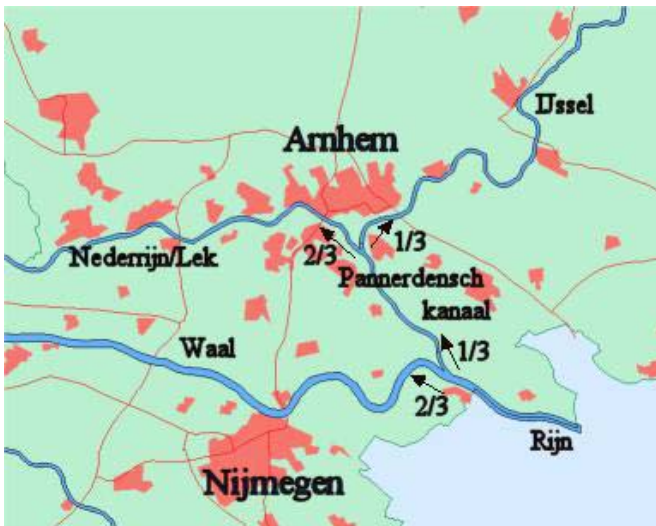 IJssel
Arnhem
1/3
2/3
Nederrijn/Lek
Pannerdensch
kanaal
Waal
1/3
2/3
Rijn
Nijmegen